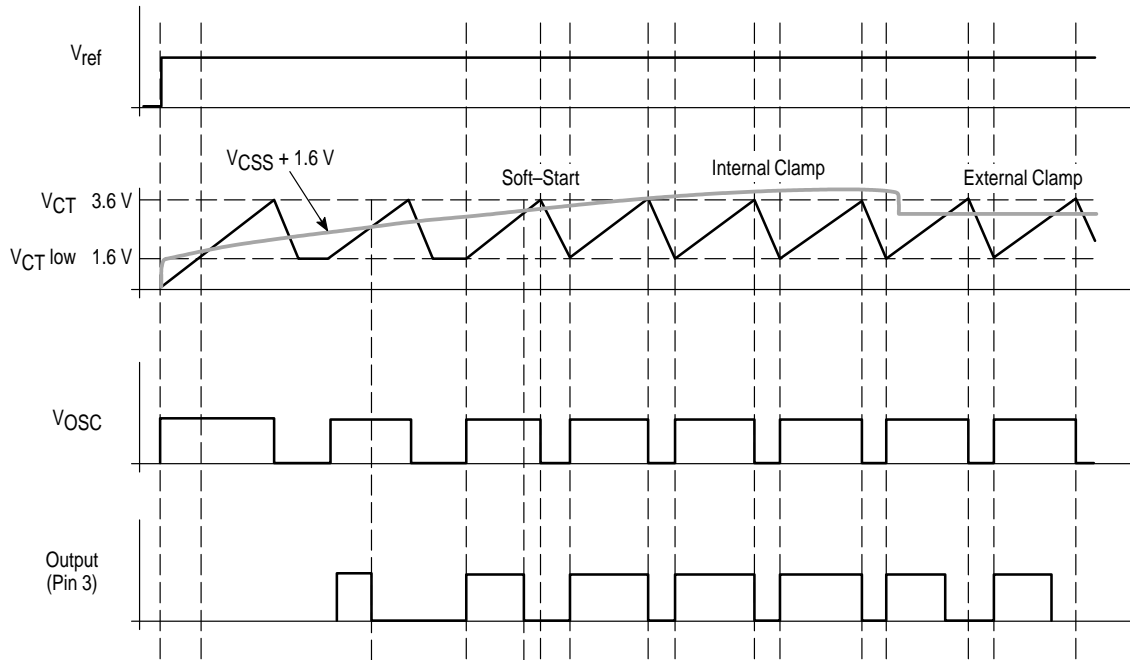 Vref
VCSS + 1.6 V
Soft–Start
Internal Clamp
External Clamp
VCT 3.6 V
VCT low 1.6 V
VOSC
Output
(Pin 3)